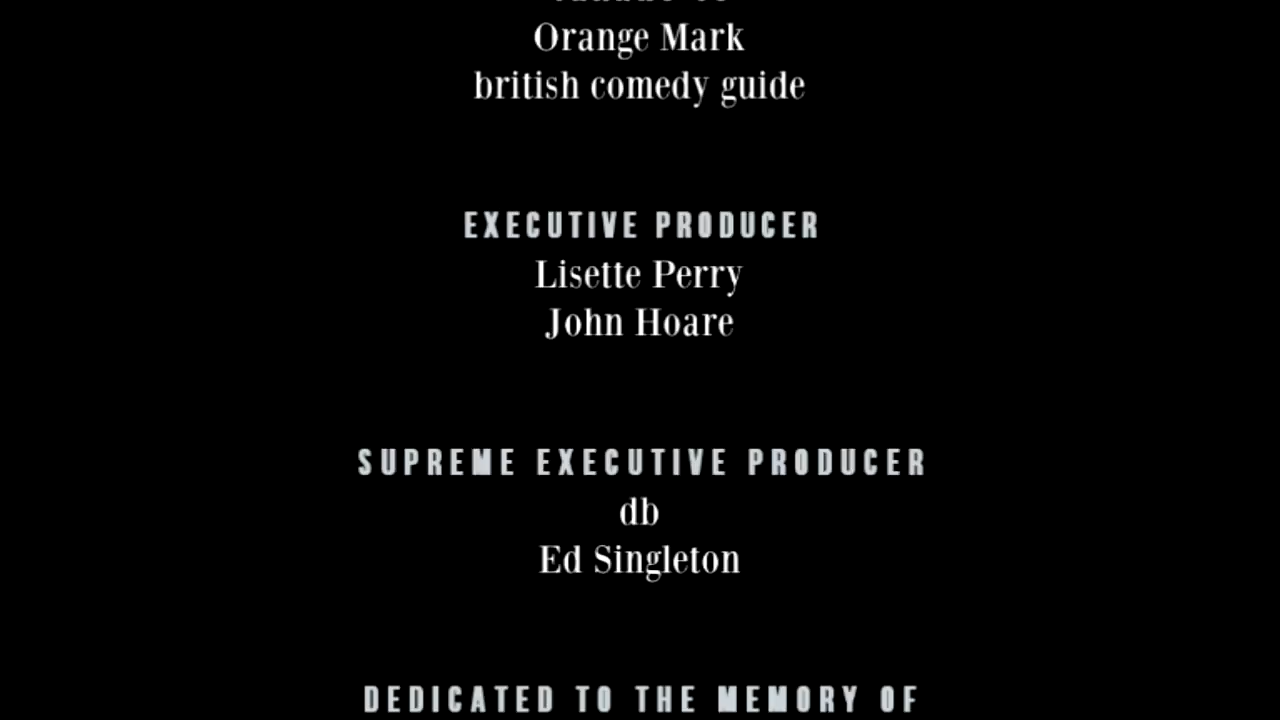 Orange Mark
british comedy guide
EXECUTIVE PRODUCER
Lisette Perry
John Hoare
SUPREME EXECUTIVE PRODUCER
db
Ed Singleton
DEDICATED TO THE MEMORY OF